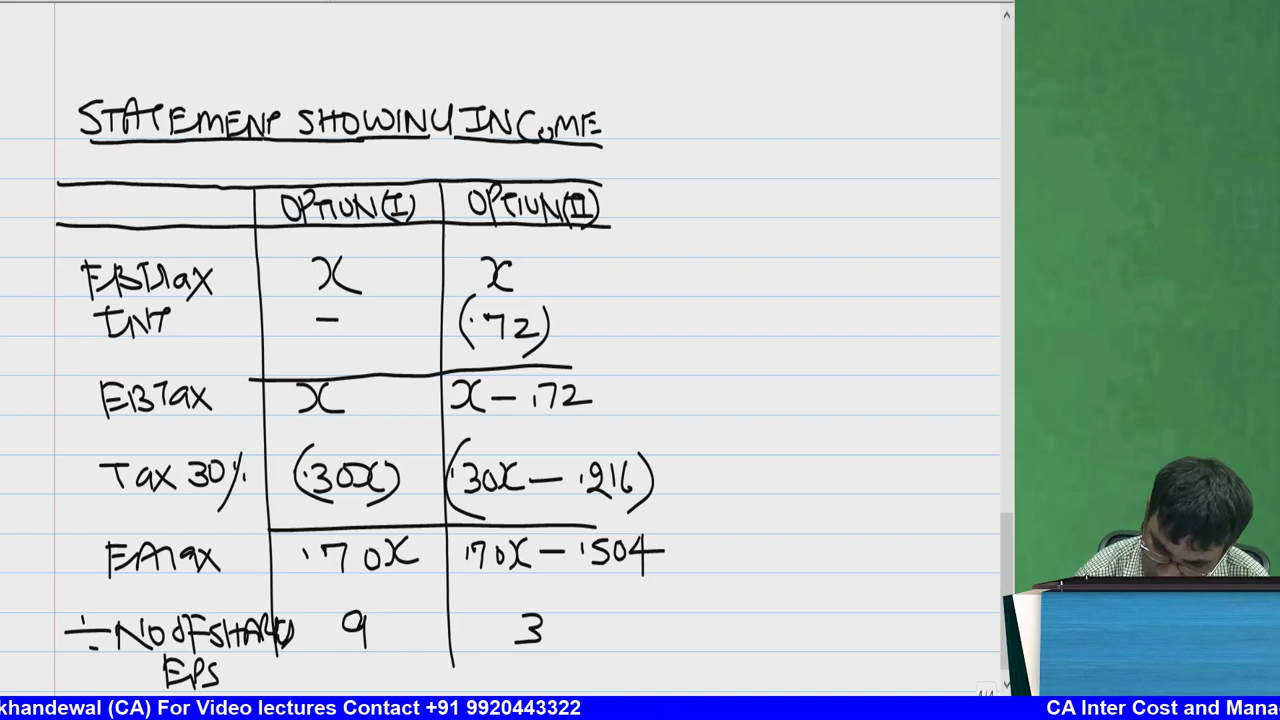 STATEMENT SHOWING INCOME
OPTION(I) OPTION(II)
EBITax x x
INT - (.72)
EBTax x x - .72
Tax 30% (.30x) (.30x - .216)
EATax .70x .70x - .504
÷ NO OF SHARES 9 3
EPS
4/4
khandewal (CA) For Video lectures Contact +91 9920443322 CA Inter Cost and Mana